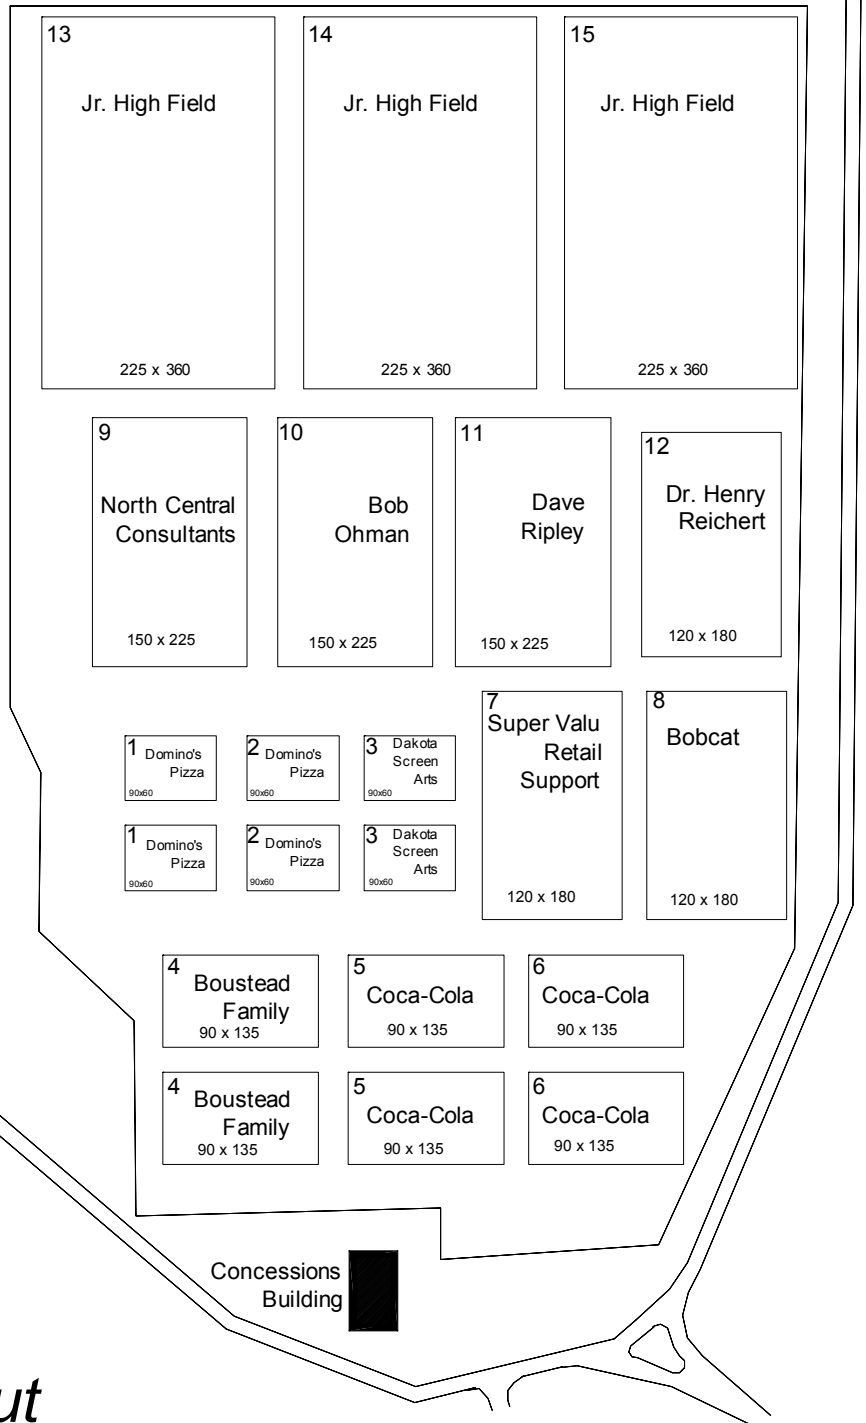 13
Jr. High Field
225 x 360
14
Jr. High Field
225 x 360
15
Jr. High Field
225 x 360
9
North Central
Consultants
150 x 225
10
Bob
Ohman
150 x 225
11
Dave
Ripley
150 x 225
12
Dr. Henry
Reichert
120 x 180
1
Domino's
Pizza
90x60
2
Domino's
Pizza
90x60
3
Dakota
Screen
Arts
90x60
7
Super Valu
Retail
Support
120 x 180
8
Bobcat
120 x 180
1
Domino's
Pizza
90x60
2
Domino's
Pizza
90x60
3
Dakota
Screen
Arts
90x60
4
Boustead
Family
90 x 135
5
Coca-Cola
90 x 135
6
Coca-Cola
90 x 135
4
Boustead
Family
90 x 135
5
Coca-Cola
90 x 135
6
Coca-Cola
90 x 135
Concessions
Building